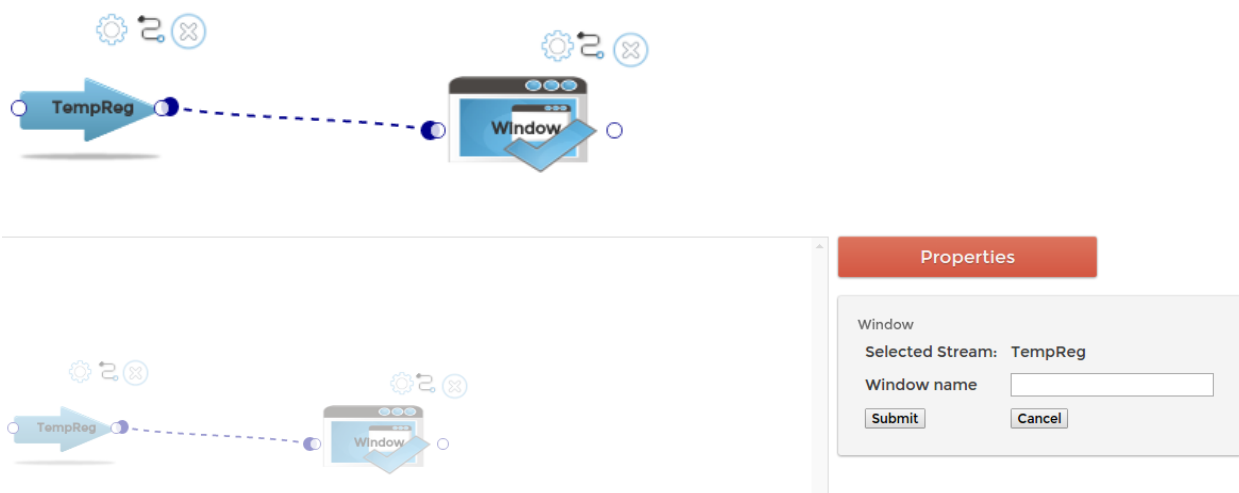 TempReg
Window
Properties
Window
Selected Stream: TempReg
Window name
Submit Cancel
TempReg
Window